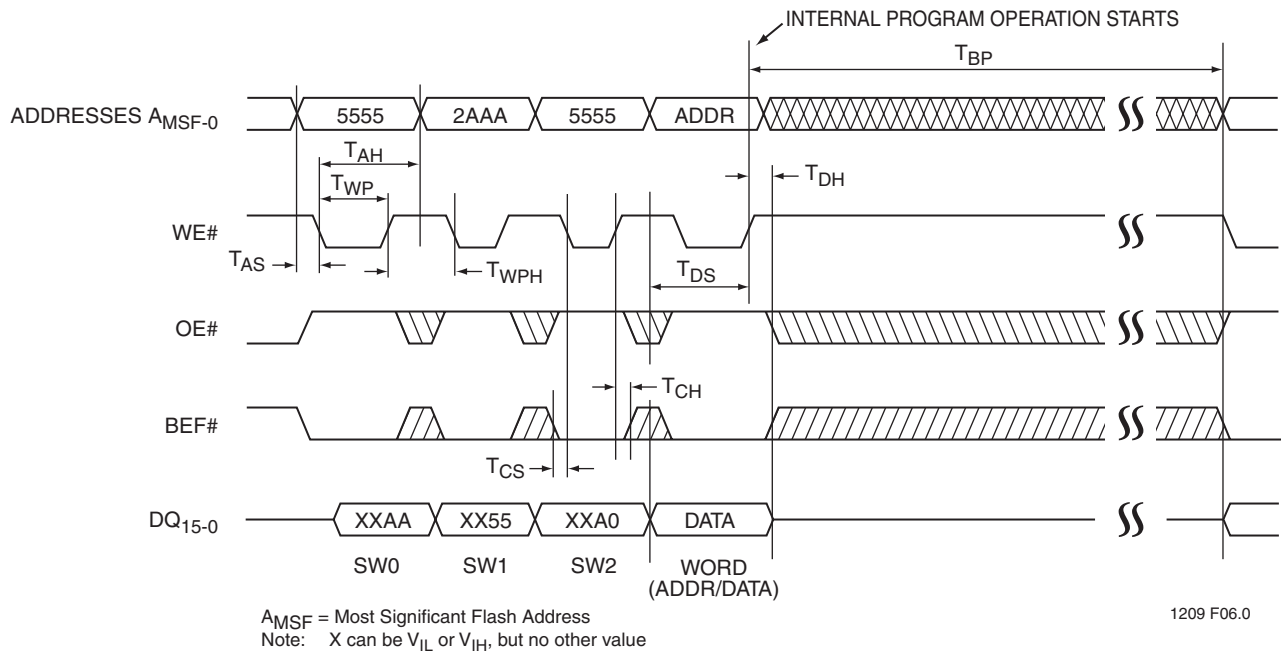 INTERNAL PROGRAM OPERATION STARTS
TBP
ADDRESSES AMSF-0
5555 2AAA 5555 ADDR
TAH
TDH
TWP
WE#
TAS
TWPH
TDS
OE#
TCH
BEF#
TCS
DQ15-0
XXAA XX55 XXA0 DATA
SW0 SW1 SW2 WORD
(ADDR/DATA)
AMSF = Most Significant Flash Address
1209 F06.0
Note: X can be VIL or VIH, but no other value